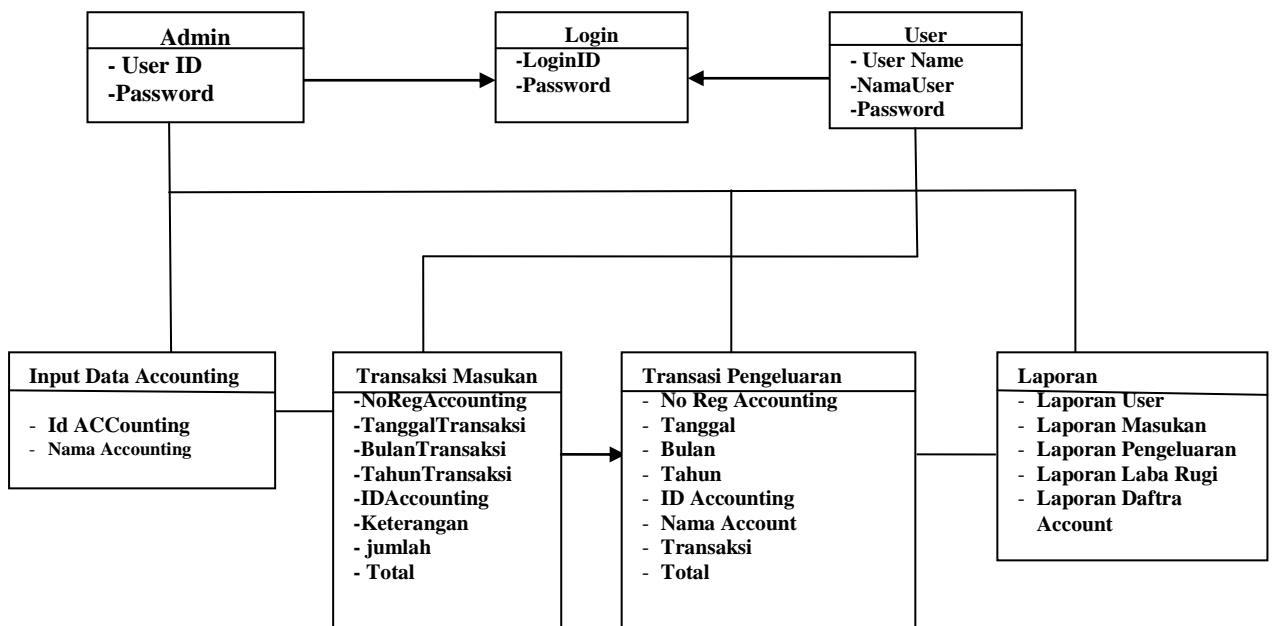 Admin
- User ID
-Password
Login
-LoginID
-Password
User
- User Name
-NamaUser
-Password
Input Data Accounting
- Id ACCounting
- Nama Accounting
Transaksi Masukan
-NoRegAccounting
-TanggalTransaksi
-BulanTransaksi
-TahunTransaksi
-IDAccounting
-Keterangan
- jumlah
- Total
Transasi Pengeluaran
- No Reg Accounting
- Tanggal
- Bulan
- Tahun
- ID Accounting
- Nama Account
- Transaksi
- Total
Laporan
- Laporan User
- Laporan Masukan
- Laporan Pengeluaran
- Laporan Laba Rugi
- Laporan Daftra
Account